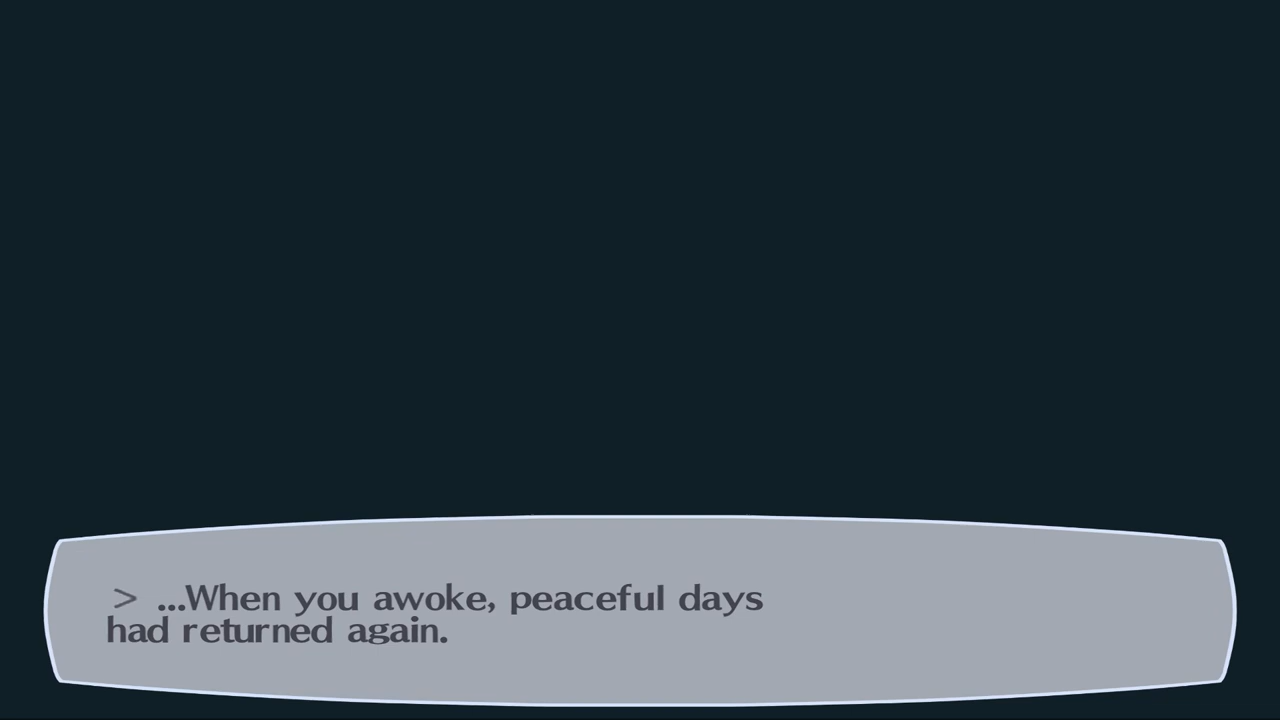 > ...When you awoke, peaceful days
had returned again.